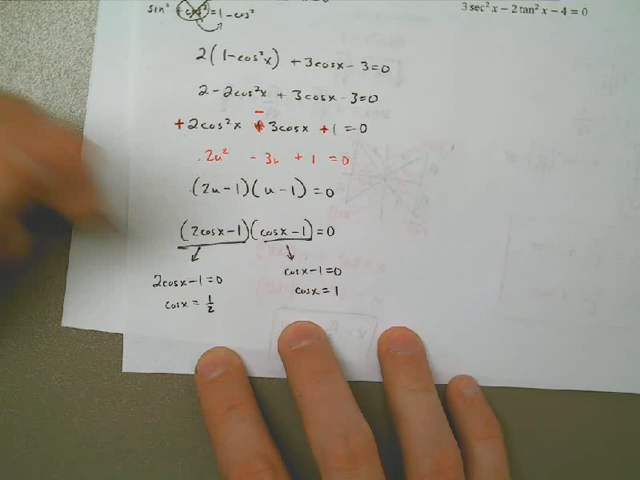 sin² + cos² = 1 - cos²
3 sec² x - 2 tan² x - 4 = 0
2(1-cos²x) + 3cosx - 3 = 0
2 - 2cos²x + 3cosx - 3 = 0
+2cos²x - 3cosx + 1 = 0
2u² - 3u + 1 = 0
(2u-1)(u-1) = 0
(2cosx-1)(cosx-1) = 0
2cosx-1 = 0
cosx-1 = 0
cosx = 1/2
cosx = 1